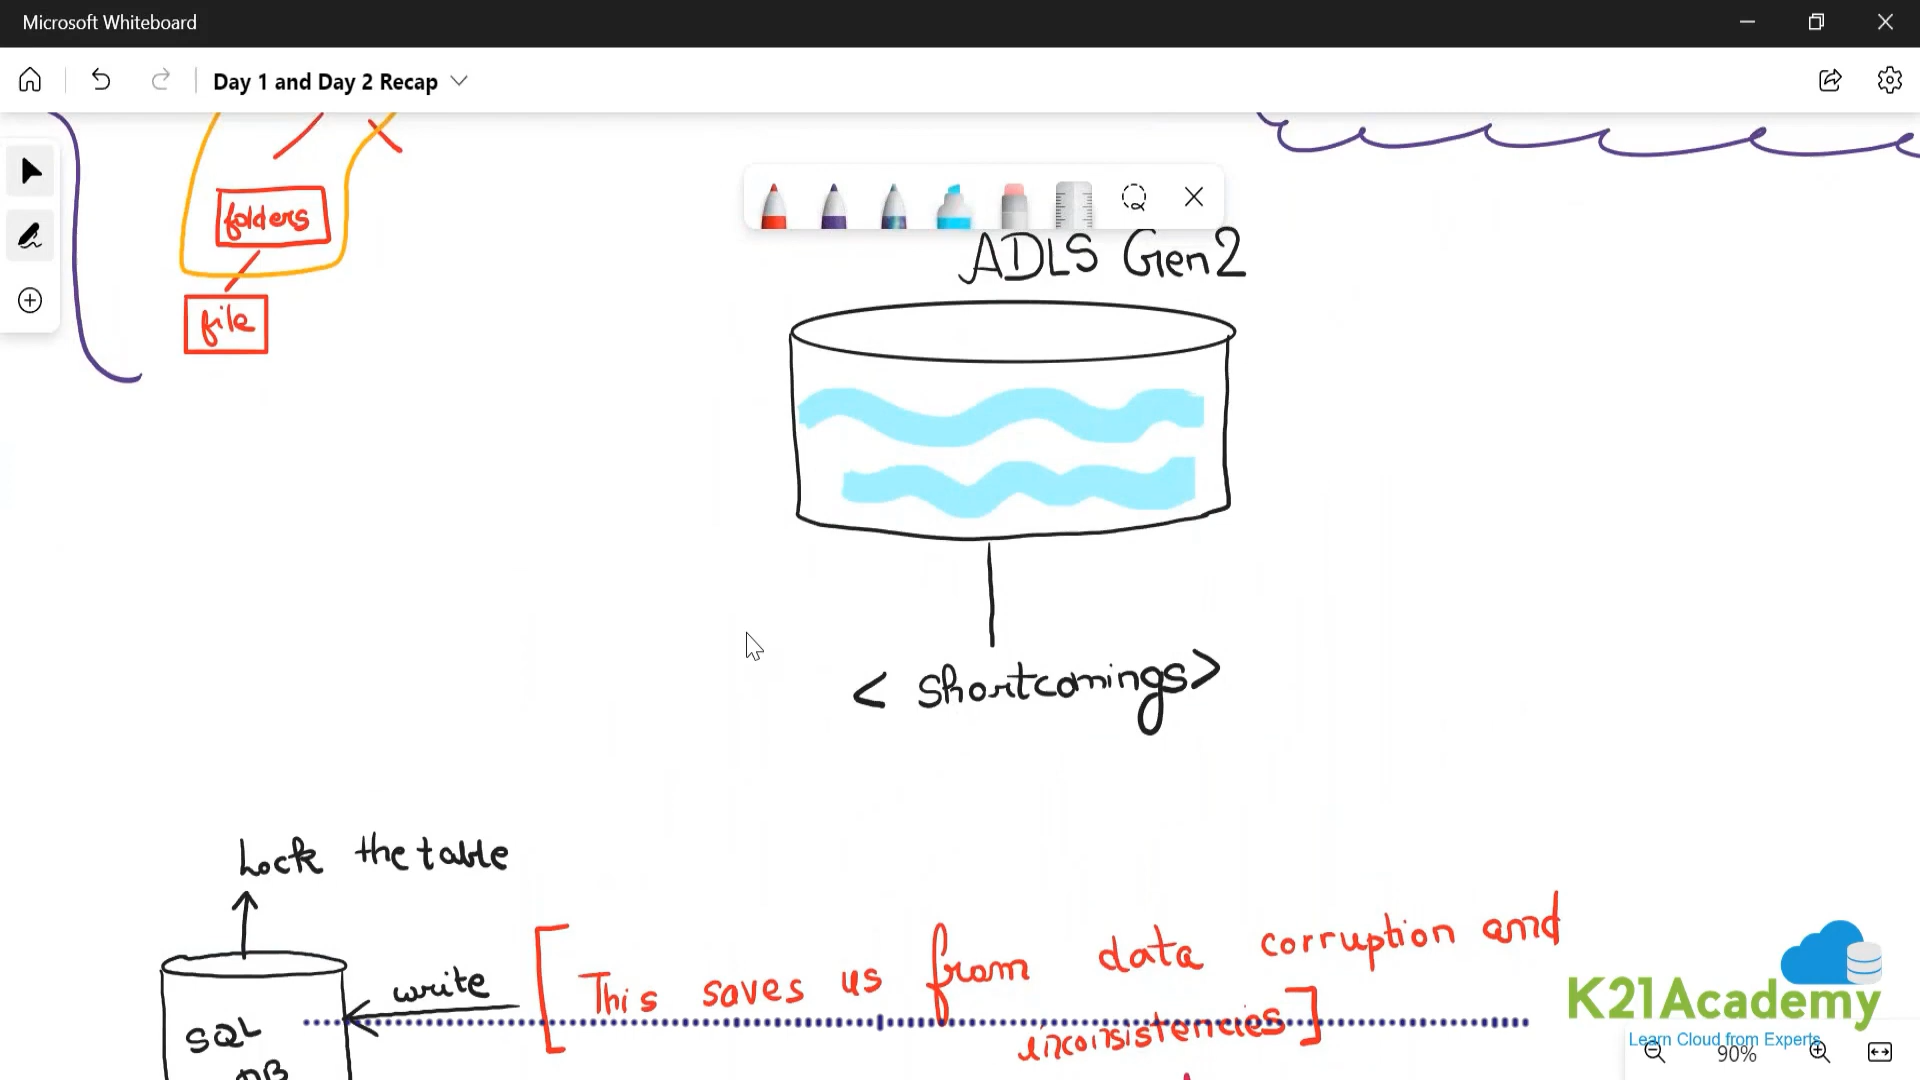 Microsoft Whiteboard
Day 1 and Day 2 Recap
folders
file
ADLS Gen2
< Shortcomings>
Lock the table
write
[This saves us from data corruption and
inconsistencies]
SQL
DB
K21Academy
Learn Cloud from Experts
90%